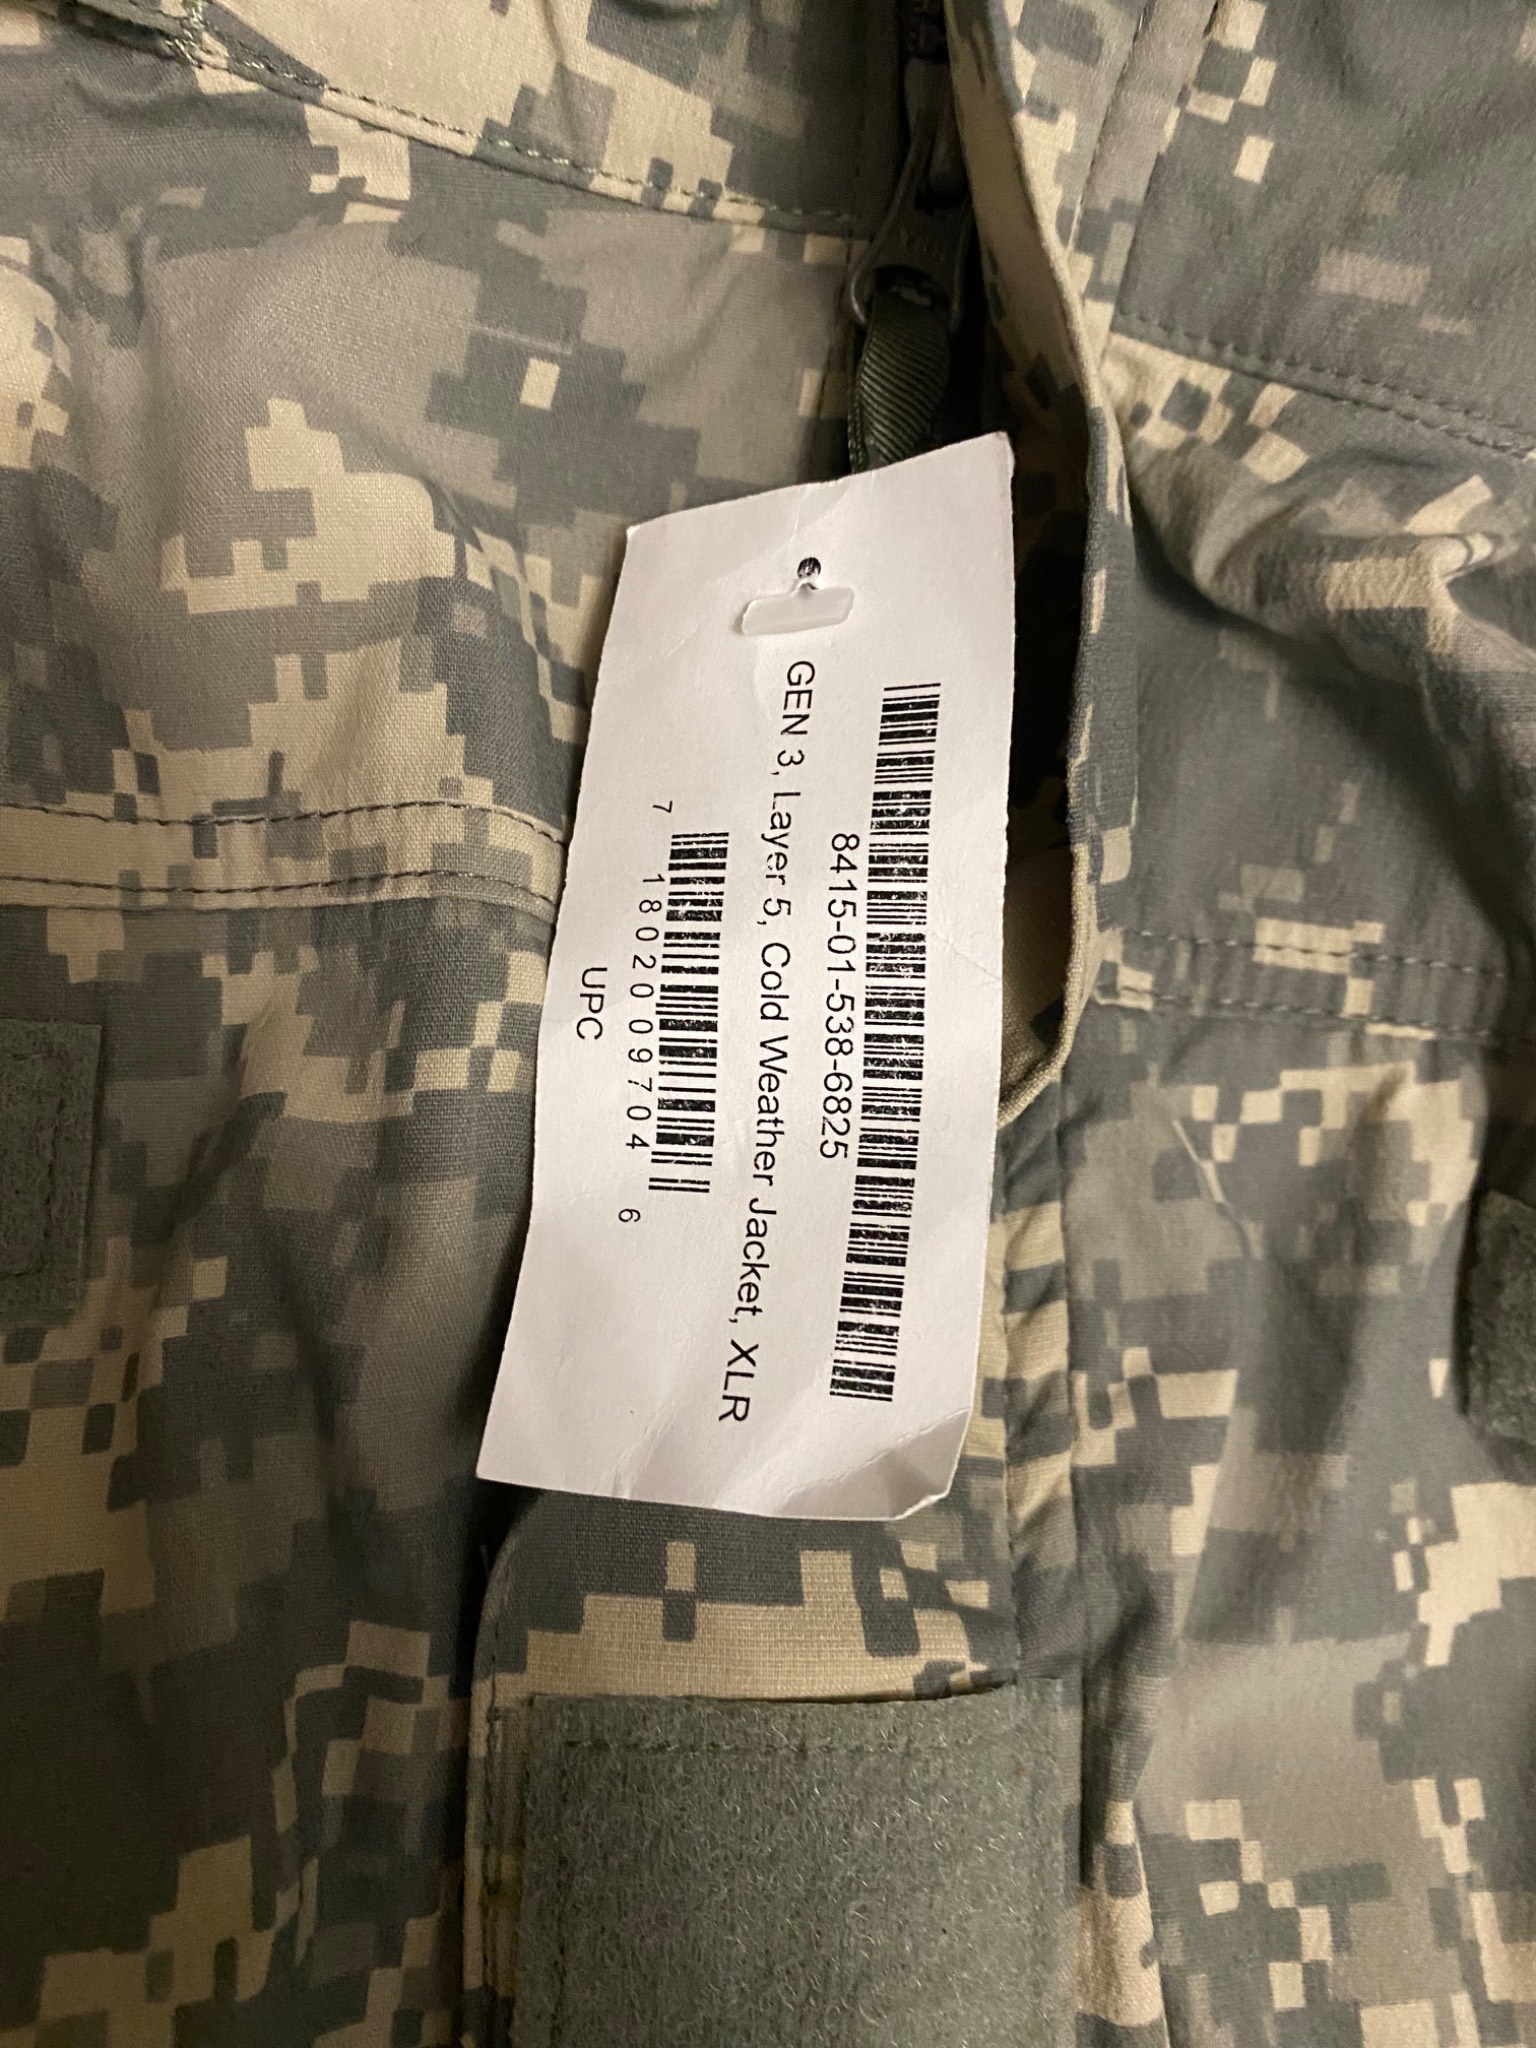 8415-01-538-6825
GEN 3, Layer 5, Cold Weather Jacket, XLR
7 18020 09704 6
UPC